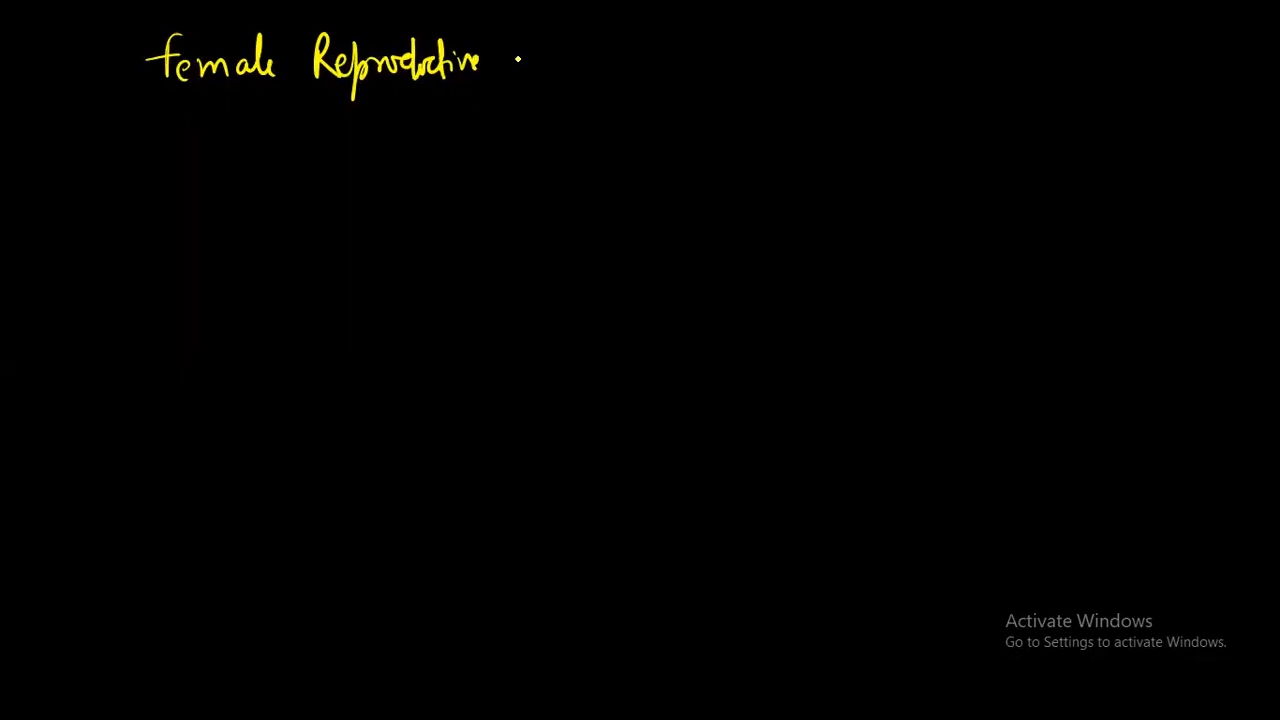 female Reproductive
Activate Windows
Go to Settings to activate Windows.